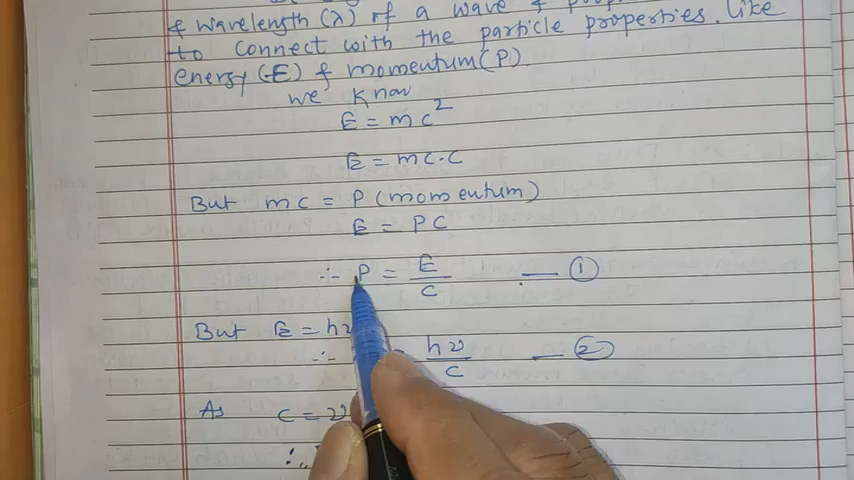 & wavelength (λ) of a wave &
to connect with the particle properties. Like
energy (E) & momentum (P.)
we know
E = mc²
E = mc.c
But mc = P (momentum)
E = PC
∴ P = E/C — ①
But E = hν
∴ = hν/C — ②
As C = ν
∴